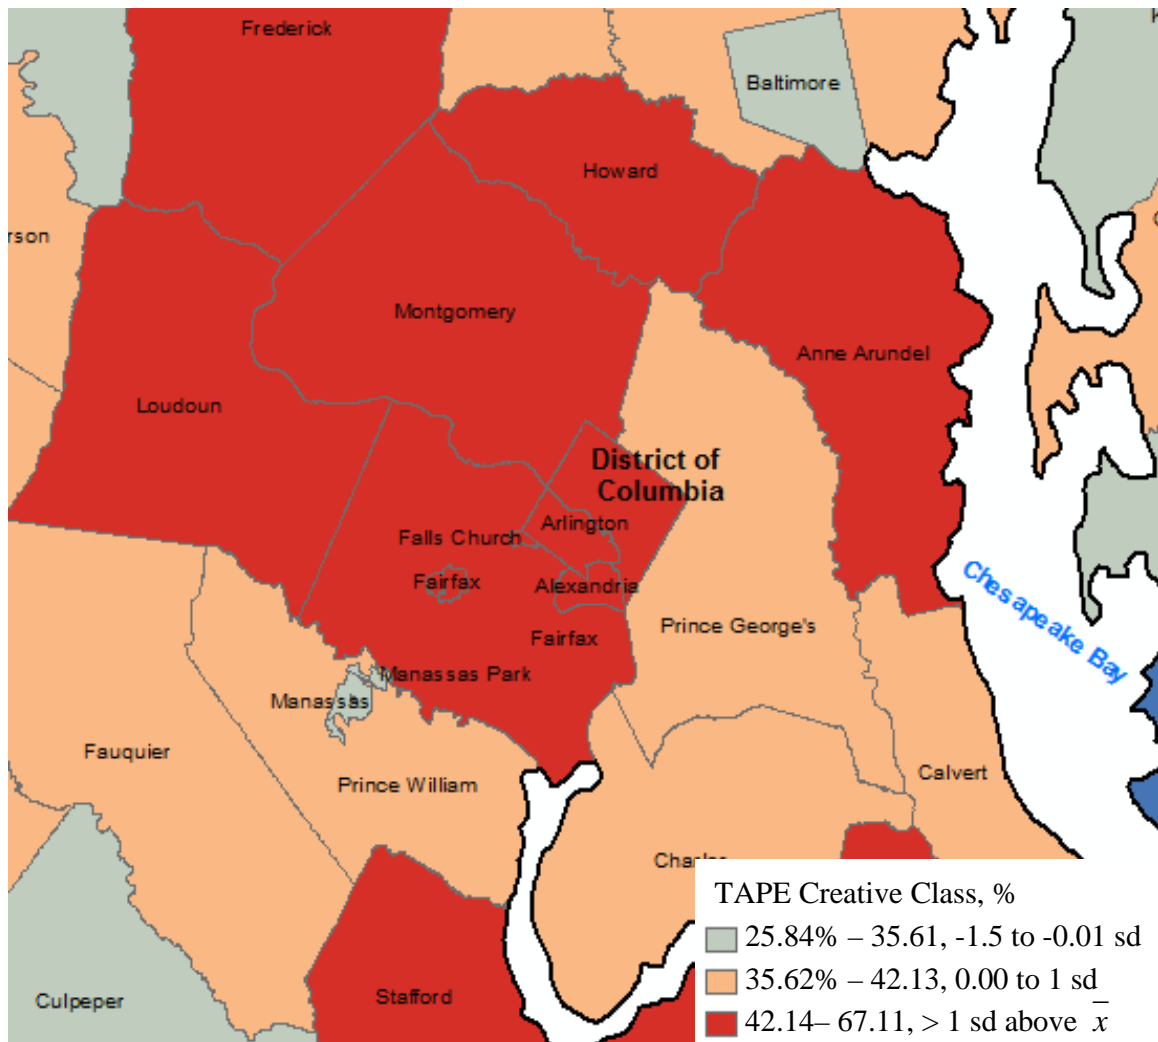 Frederick
Baltimore
Howard
rson
Montgomery
Anne Arundel
Loudoun
District of
Columbia
Arlington
Falls Church
Fairfax
Alexandria
Chesapeake Bay
Prince George's
Fairfax
Manassas Park
Manassas
Fauquier
Prince William
Calvert
TAPE Creative Class, %
25.84% – 35.61, -1.5 to -0.01 sd
35.62% – 42.13, 0.00 to 1 sd
Culpeper
Stafford
42.14– 67.11, > 1 sd above x̅